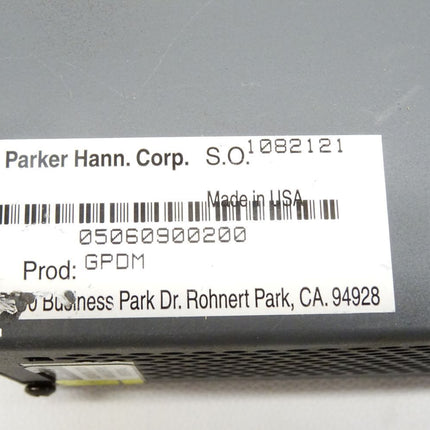 Parker Hann. Corp. S.O. 1082121
Made in USA
05060900200
Prod: GPDM
Business Park Dr. Rohnert Park, CA. 94928